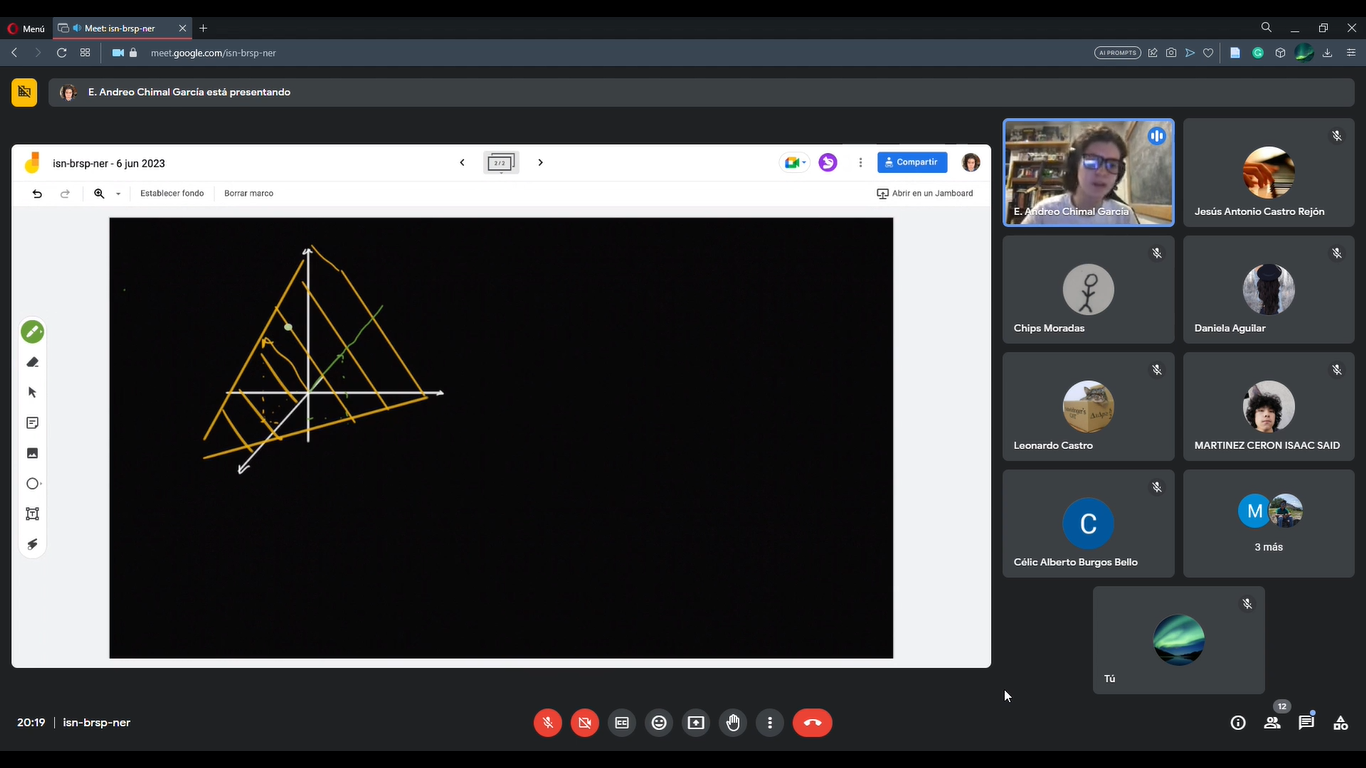 Menú
Meet: isn-brsp-ner
meet.google.com/isn-brsp-ner
AI PROMPTS
E. Andreo Chimal García está presentando
isn-brsp-ner - 6 jun 2023
2/2
Compartir
Establecer fondo
Borrar marco
Abrir en un Jamboard
E. Andreo Chimal García
Jesús Antonio Castro Rejón
Chips Moradas
Daniela Aguilar
Leonardo Castro
MARTINEZ CERON ISAAC SAID
C
Célic Alberto Burgos Bello
M
3 más
Tú
20:19 | isn-brsp-ner
12